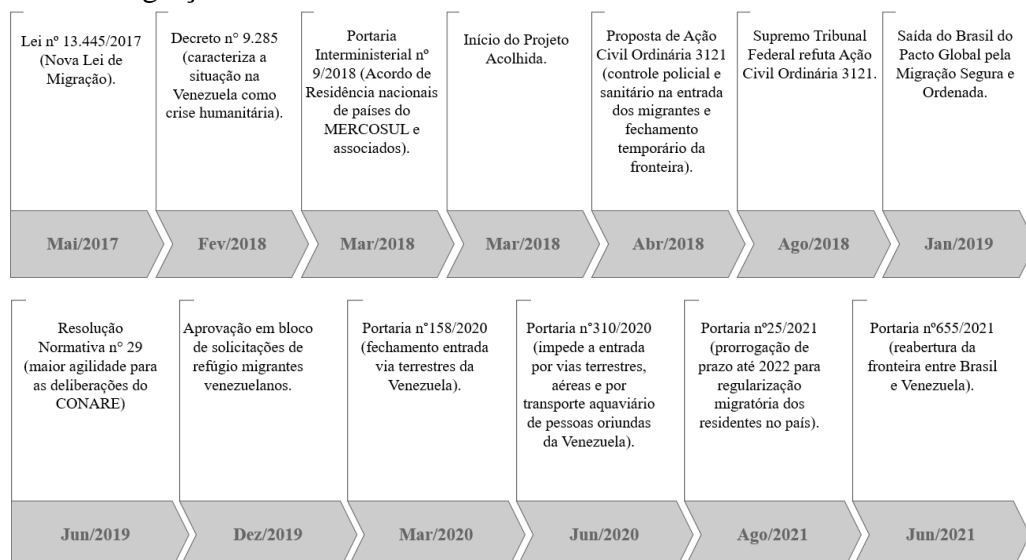 Lei nº 13.445/2017
(Nova Lei de
Migração).
Decreto n° 9.285
(caracteriza a
situação na
Venezuela como
crise humanitária).
Portaria
Interministerial nº
9/2018 (Acordo de
Residência nacionais
de países do
MERCOSUL e
associados).
Início do Projeto
Acolhida.
Proposta de Ação
Civil Ordinária 3121
(controle policial e
sanitário na entrada
dos migrantes e
fechamento
temporário da
fronteira).
Supremo Tribunal
Federal refuta Ação
Civil Ordinária 3121.
Saída do Brasil do
Pacto Global pela
Migração Segura e
Ordenada.
Mai/2017
Fev/2018
Mar/2018
Mar/2018
Abr/2018
Ago/2018
Jan/2019
Resolução
Normativa n° 29
(maior agilidade para
as deliberações do
CONARE)
Aprovação em bloco
de solicitações de
refúgio migrantes
venezuelanos.
Portaria n°158/2020
(fechamento entrada
via terrestres da
Venezuela).
Portaria n°310/2020
(impede a entrada
por vias terrestres,
aéreas e por
transporte aquaviário
de pessoas oriundas
da Venezuela).
Portaria nº25/2021
(prorrogação de
prazo até 2022 para
regularização
migratória dos
residentes no país).
Portaria nº655/2021
(reabertura da
fronteira entre Brasil
e Venezuela).
Jun/2019
Dez/2019
Mar/2020
Jun/2020
Ago/2021
Jun/2021